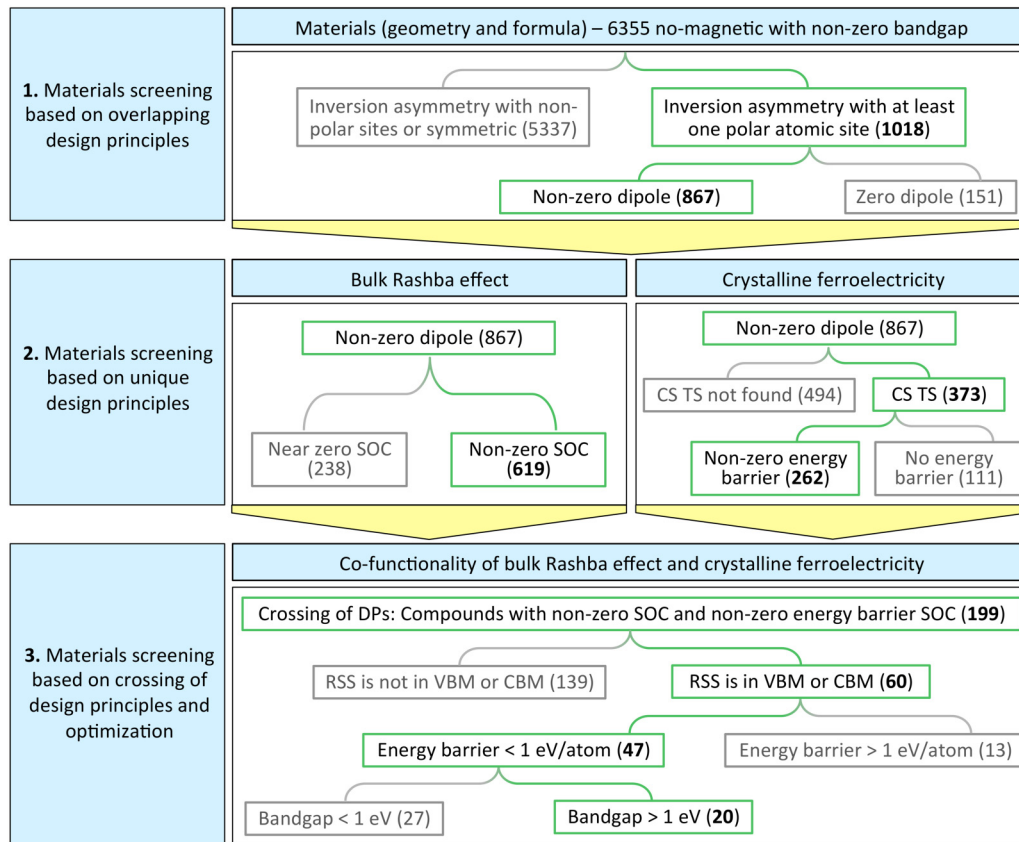 Materials (geometry and formula) – 6355 no-magnetic with non-zero bandgap
1. Materials screening
based on overlapping
design principles
Inversion asymmetry with non-
polar sites or symmetric (5337)
Inversion asymmetry with at least
one polar atomic site (1018)
Non-zero dipole (867)
Zero dipole (151)
Bulk Rashba effect
Crystalline ferroelectricity
2. Materials screening
based on unique
design principles
Non-zero dipole (867)
Near zero SOC
(238)
Non-zero SOC
(619)
Non-zero dipole (867)
CS TS not found (494)
CS TS (373)
Non-zero energy
barrier (262)
No energy
barrier (111)
Co-functionality of bulk Rashba effect and crystalline ferroelectricity
3. Materials screening
based on crossing of
design principles and
optimization
Crossing of DPs: Compounds with non-zero SOC and non-zero energy barrier SOC (199)
RSS is not in VBM or CBM (139)
RSS is in VBM or CBM (60)
Energy barrier < 1 eV/atom (47)
Energy barrier > 1 eV/atom (13)
Bandgap < 1 eV (27)
Bandgap > 1 eV (20)